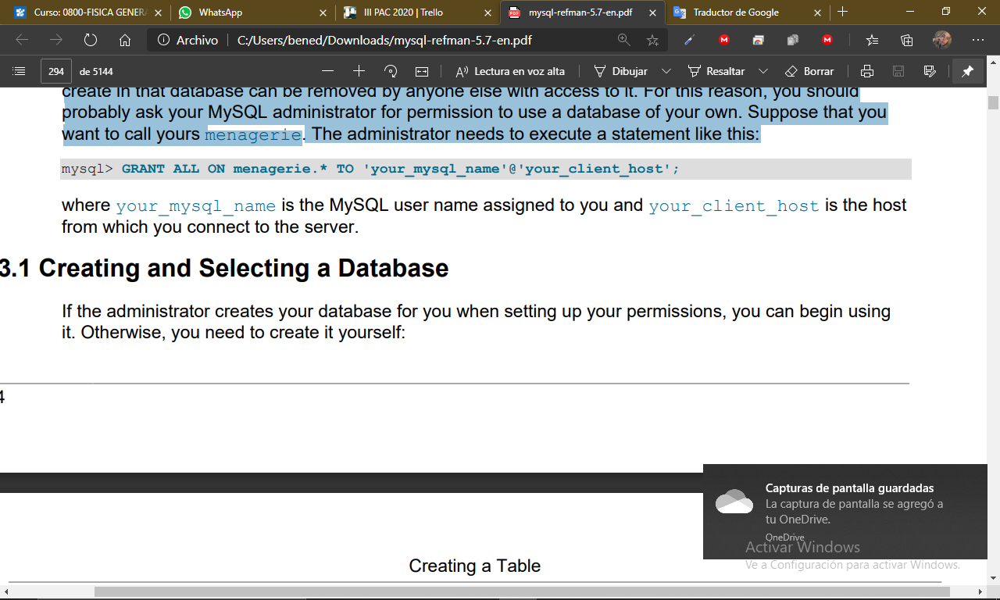 Curso: 0800-FISICA GENER
WhatsApp
III PAC 2020 | Trello
mysql-refman-5.7-en.pdf
Traductor de Google
Archivo
C:/Users/bened/Downloads/mysql-refman-5.7-en.pdf
294 de 5144
Lectura en voz alta
Dibujar
Resaltar
Borrar
create in that database can be removed by anyone else with access to it. For this reason, you should
probably ask your MySQL administrator for permission to use a database of your own. Suppose that you
want to call yours menagerie. The administrator needs to execute a statement like this:
mysql> GRANT ALL ON menagerie.* TO 'your_mysql_name'@'your_client_host';
where your_mysql_name is the MySQL user name assigned to you and your_client_host is the host
from which you connect to the server.
3.1 Creating and Selecting a Database
If the administrator creates your database for you when setting up your permissions, you can begin using
it. Otherwise, you need to create it yourself:
4
Capturas de pantalla guardadas
La captura de pantalla se agregó a
tu OneDrive.
OneDrive
Activar Windows
Ve a Configuración para activar Windows.
Creating a Table